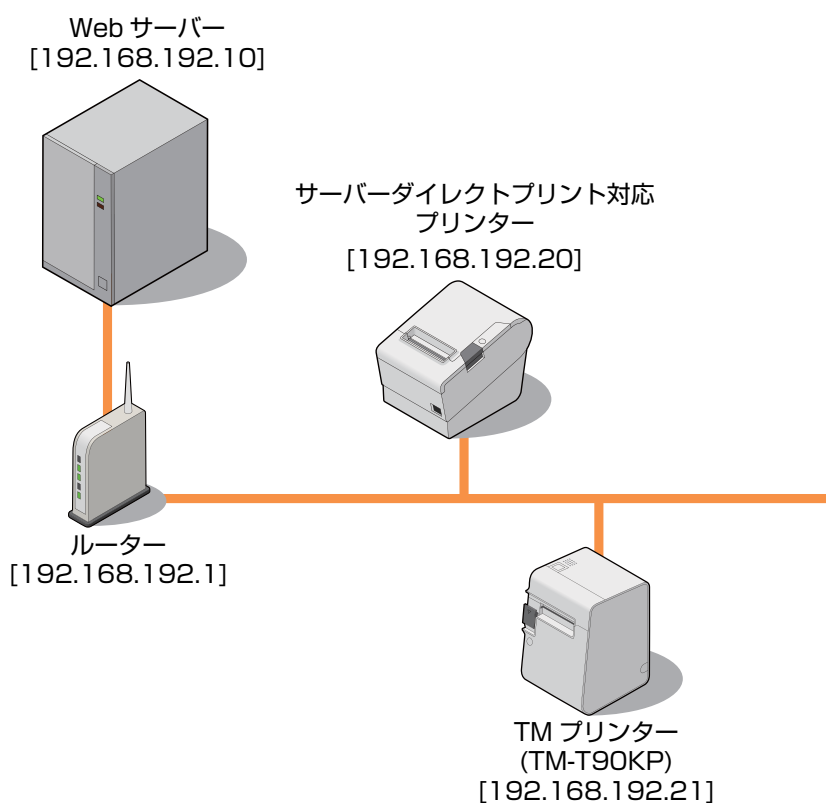 Web サーバー
[192.168.192.10]
サーバーダイレクトプリント対応
プリンター
[192.168.192.20]
ルーター
[192.168.192.1]
TM プリンター
(TM-T90KP)
[192.168.192.21]